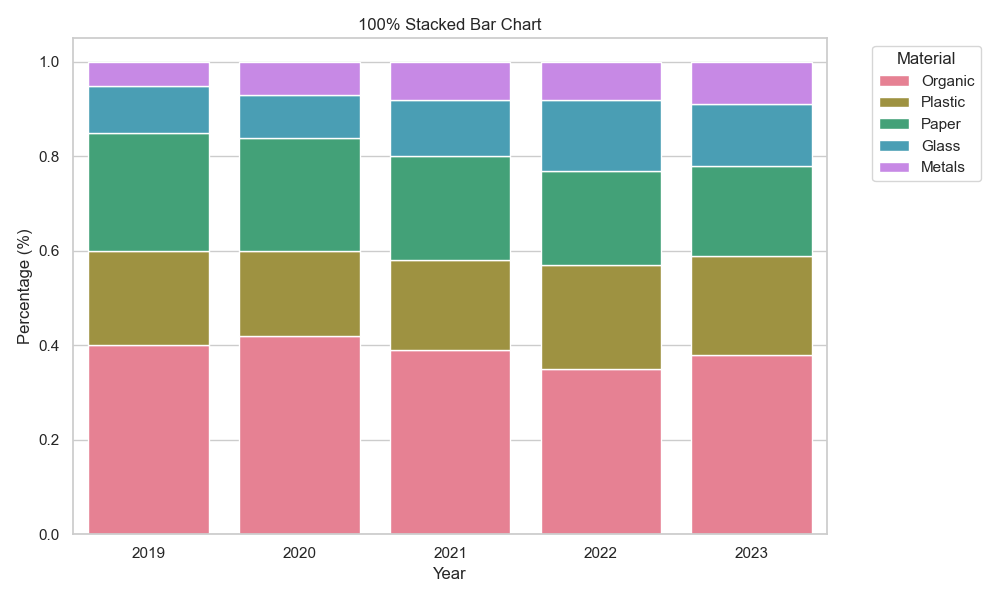 100% Stacked Bar Chart
Percentage (%)
1.0
0.8
0.6
0.4
0.2
0.0
2019 2020 2021 2022 2023
Year
Material
Organic
Plastic
Paper
Glass
Metals